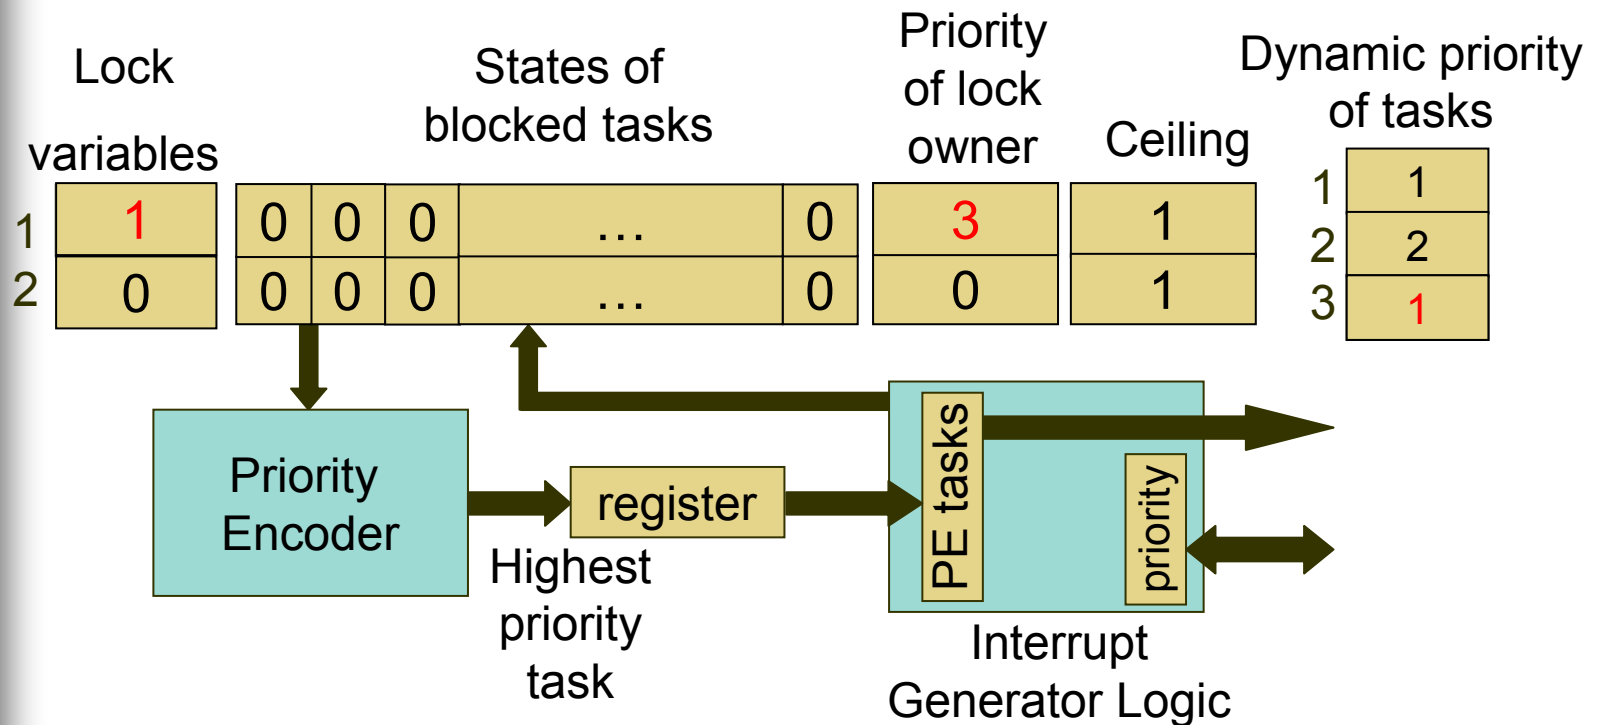 Lock
variables
States of
blocked tasks
Priority
of lock
owner
Ceiling
Dynamic priority
of tasks
1 1 0 0 0 ... 0 3 1
2 0 0 0 0 ... 0 0 1
1 1
2 2
3 1
Priority
Encoder
register
Highest
priority
task
PE tasks
priority
Interrupt
Generator Logic